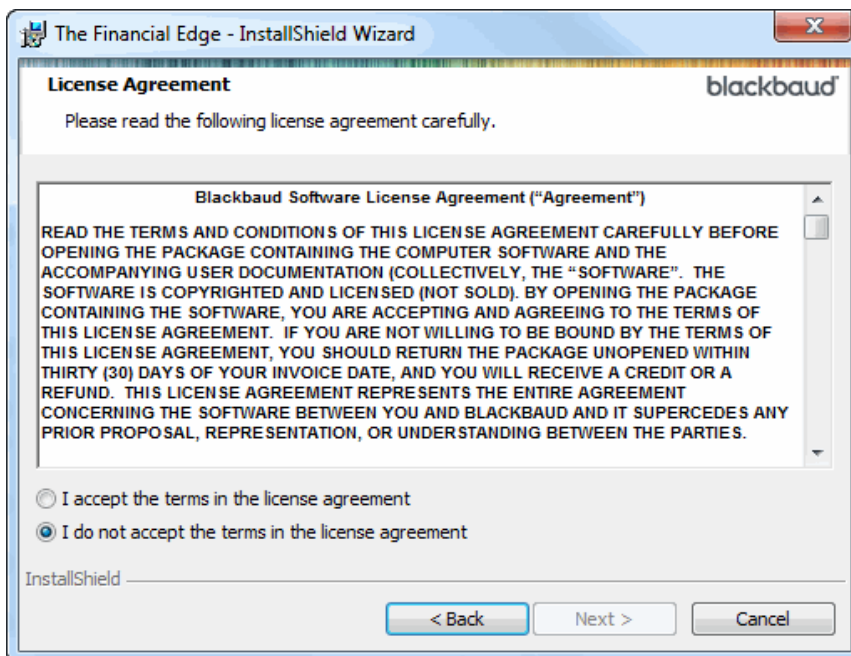 The Financial Edge - InstallShield Wizard
License Agreement
blackbaud
Please read the following license agreement carefully.
Blackbaud Software License Agreement (“Agreement”)
READ THE TERMS AND CONDITIONS OF THIS LICENSE AGREEMENT CAREFULLY BEFORE
OPENING THE PACKAGE CONTAINING THE COMPUTER SOFTWARE AND THE
ACCOMPANYING USER DOCUMENTATION (COLLECTIVELY, THE “SOFTWARE”.  THE
SOFTWARE IS COPYRIGHTED AND LICENSED (NOT SOLD). BY OPENING THE PACKAGE
CONTAINING THE SOFTWARE, YOU ARE ACCEPTING AND AGREEING TO THE TERMS OF
THIS LICENSE AGREEMENT.  IF YOU ARE NOT WILLING TO BE BOUND BY THE TERMS OF
THIS LICENSE AGREEMENT, YOU SHOULD RETURN THE PACKAGE UNOPENED WITHIN
THIRTY (30) DAYS OF YOUR INVOICE DATE, AND YOU WILL RECEIVE A CREDIT OR A
REFUND.  THIS LICENSE AGREEMENT REPRESENTS THE ENTIRE AGREEMENT
CONCERNING THE SOFTWARE BETWEEN YOU AND BLACKBAUD AND IT SUPERCEDES ANY
PRIOR PROPOSAL, REPRESENTATION, OR UNDERSTANDING BETWEEN THE PARTIES.
I accept the terms in the license agreement
I do not accept the terms in the license agreement
InstallShield
< Back
Next >
Cancel